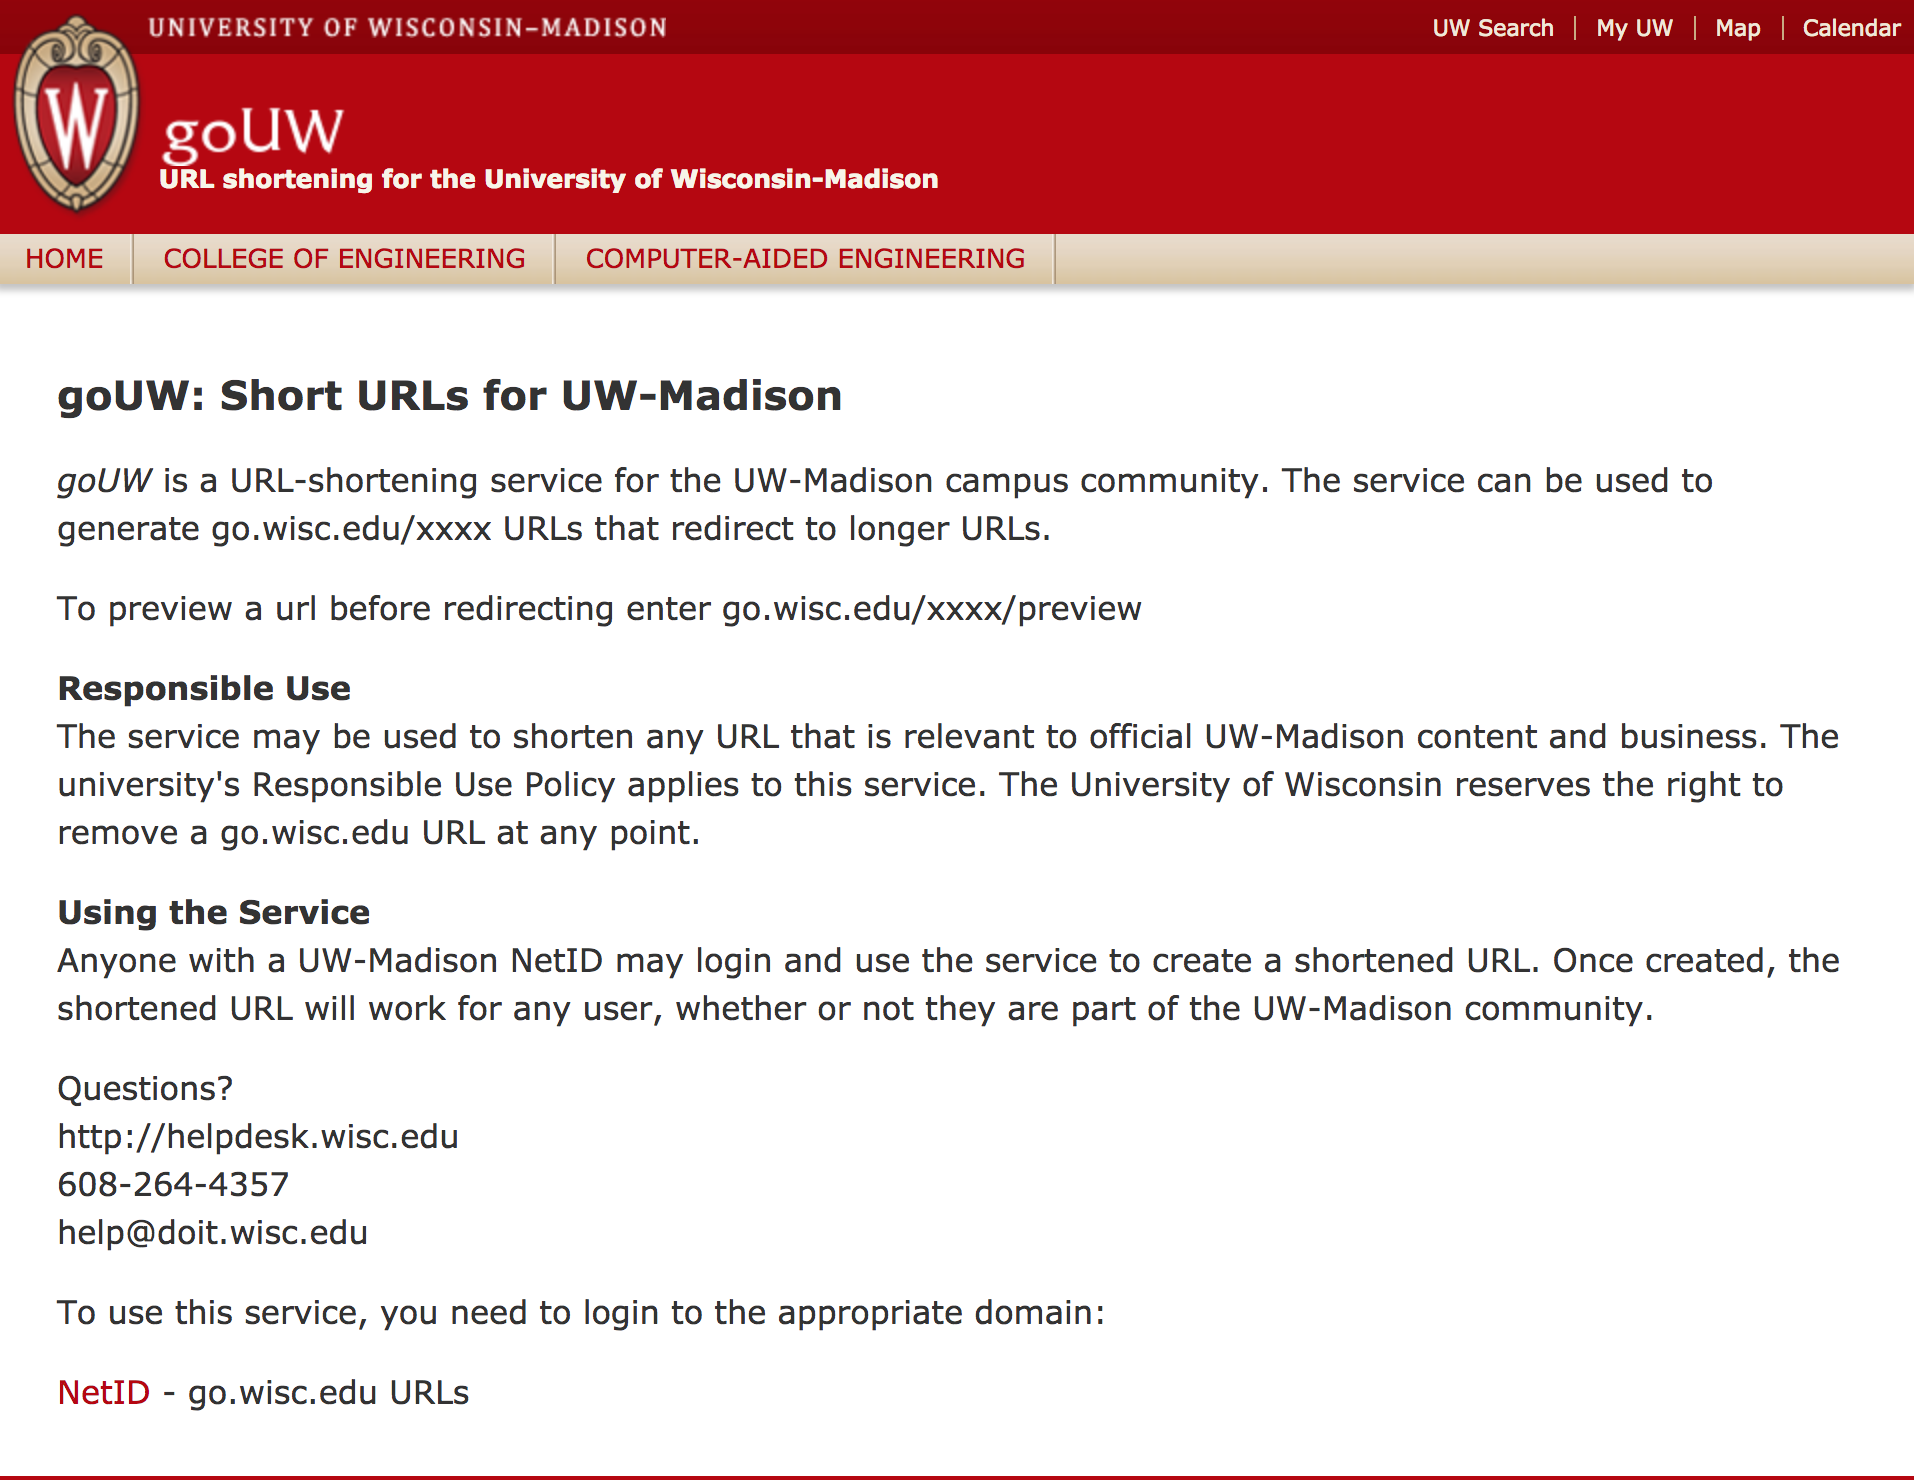 UNIVERSITY OF WISCONSIN–MADISON
UW Search | My UW | Map | Calendar
W
goUW
URL shortening for the University of Wisconsin-Madison
HOME COLLEGE OF ENGINEERING COMPUTER-AIDED ENGINEERING
goUW: Short URLs for UW-Madison
goUW is a URL-shortening service for the UW-Madison campus community. The service can be used to
generate go.wisc.edu/xxxx URLs that redirect to longer URLs.
To preview a url before redirecting enter go.wisc.edu/xxxx/preview
Responsible Use
The service may be used to shorten any URL that is relevant to official UW-Madison content and business. The
university's Responsible Use Policy applies to this service. The University of Wisconsin reserves the right to
remove a go.wisc.edu URL at any point.
Using the Service
Anyone with a UW-Madison NetID may login and use the service to create a shortened URL. Once created, the
shortened URL will work for any user, whether or not they are part of the UW-Madison community.
Questions?
http://helpdesk.wisc.edu
608-264-4357
help@doit.wisc.edu
To use this service, you need to login to the appropriate domain:
NetID - go.wisc.edu URLs